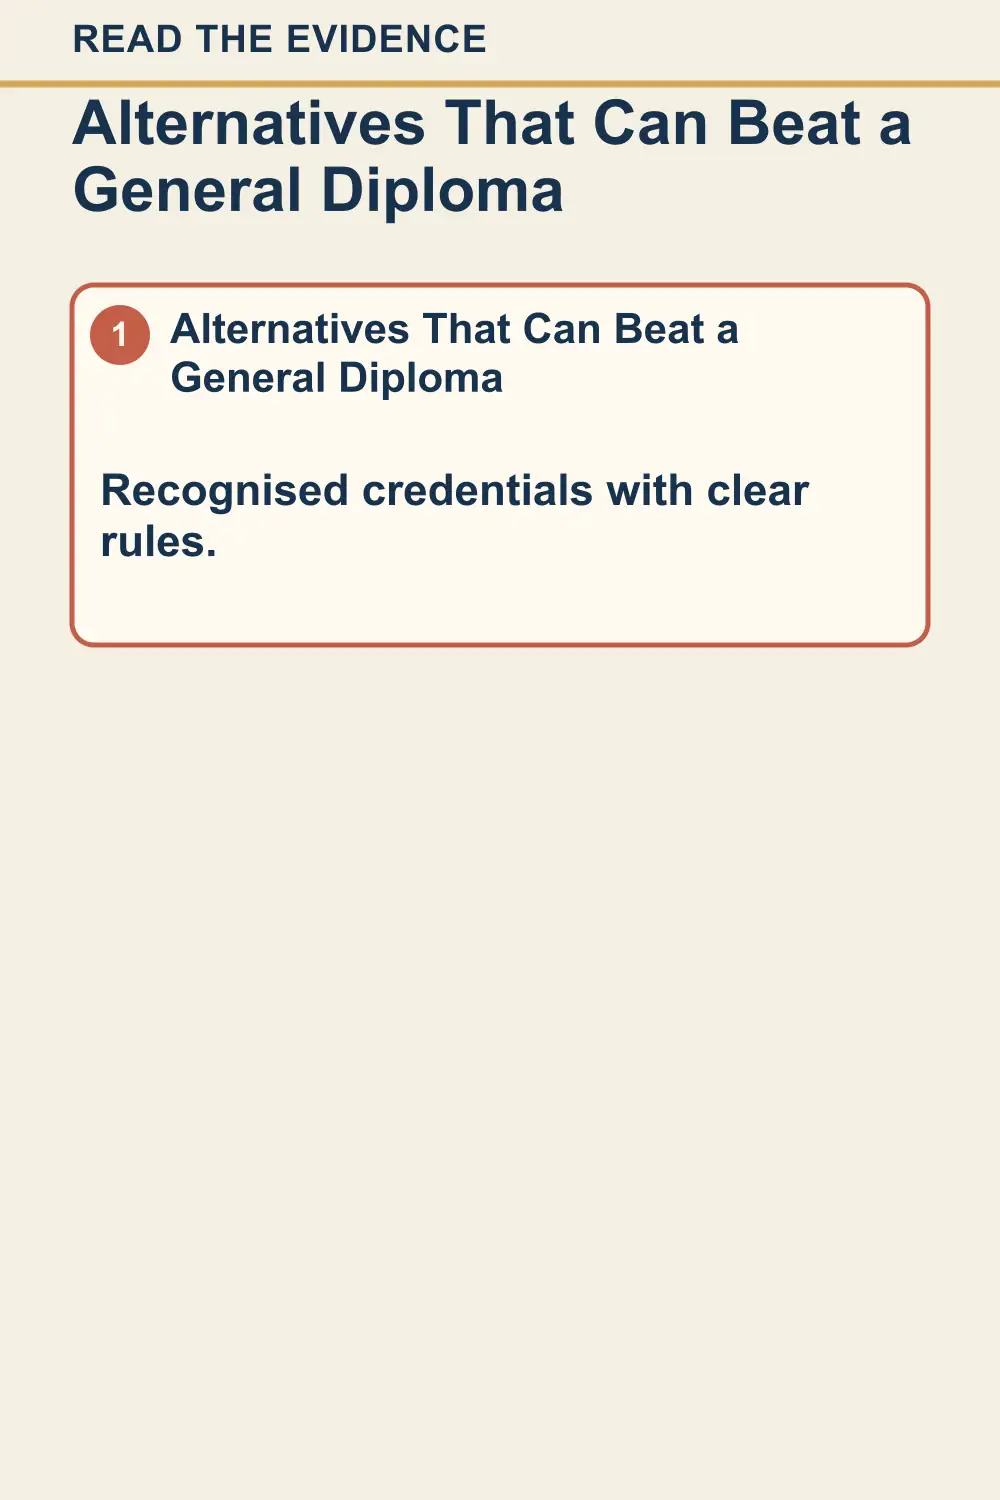 READ THE EVIDENCE
Alternatives That Can Beat a
General Diploma
1
Alternatives That Can Beat a
General Diploma
Recognised credentials with clear
rules.